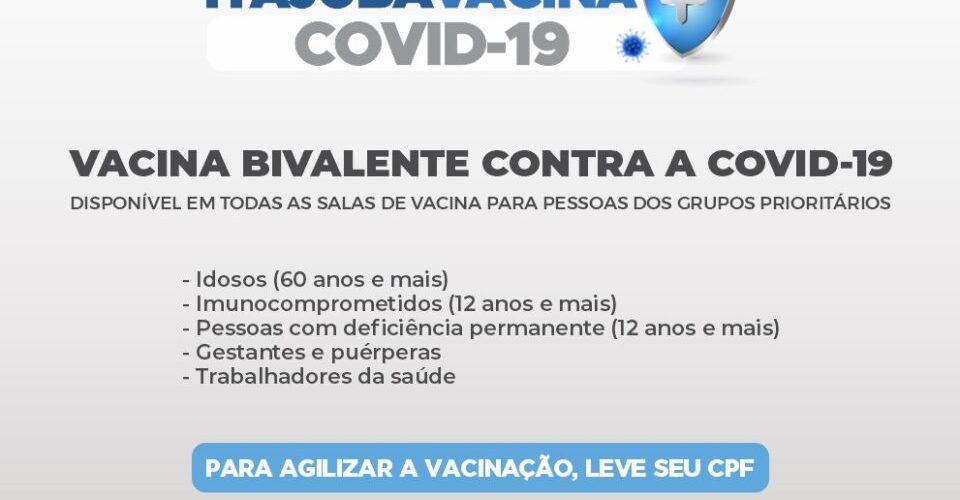 ITAJUBÁVACINA
COVID-19
VACINA BIVALENTE CONTRA A COVID-19
DISPONÍVEL EM TODAS AS SALAS DE VACINA PARA PESSOAS DOS GRUPOS PRIORITÁRIOS
- Idosos (60 anos e mais)
- Imunocomprometidos (12 anos e mais)
- Pessoas com deficiência permanente (12 anos e mais)
- Gestantes e puérperas
- Trabalhadores da saúde
PARA AGILIZAR A VACINAÇÃO, LEVE SEU CPF